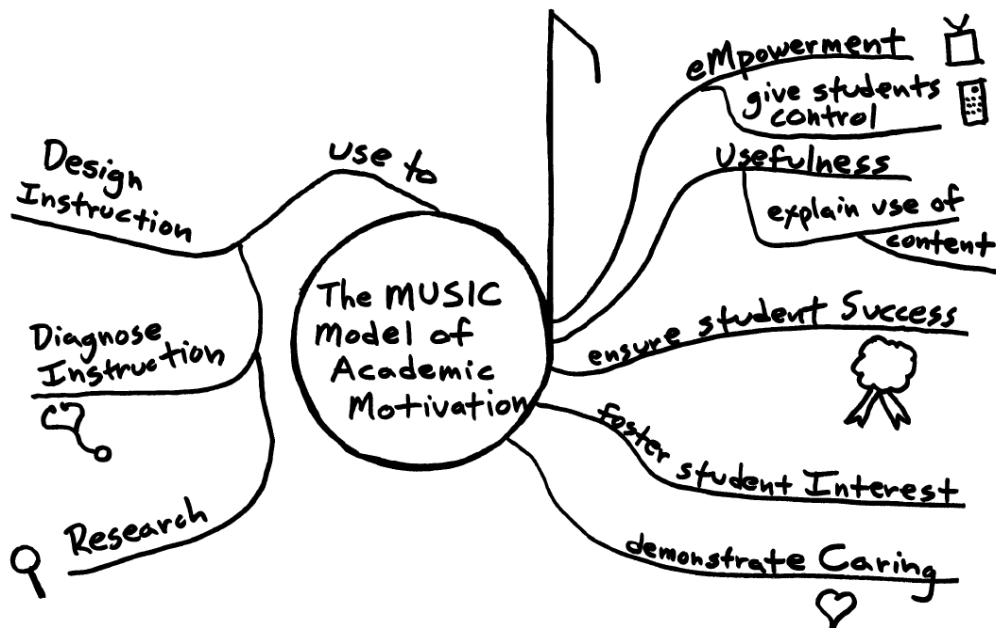 The MUSIC
Model of
Academic
Motivation
use to
Design
Instruction
Diagnose
Instruction
Research
eMpowerment
give students
control
Usefulness
explain use of
content
ensure student Success
foster student Interest
demonstrate Caring